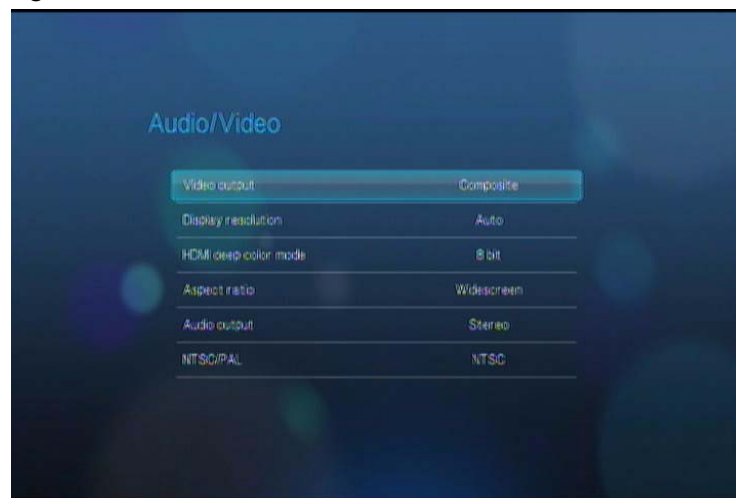 Audio/Video
Video output Composite
Display resolution Auto
HDMI deep color mode 8 bit
Aspect ratio Widescreen
Audio output Stereo
NTSC/PAL NTSC